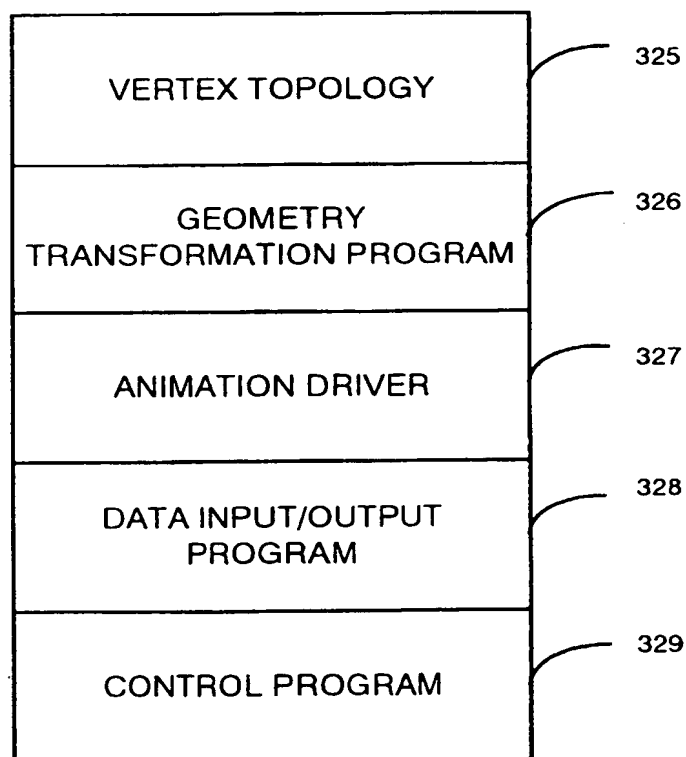 VERTEX TOPOLOGY
325
GEOMETRY
TRANSFORMATION PROGRAM
326
ANIMATION DRIVER
327
DATA INPUT/OUTPUT
PROGRAM
328
CONTROL PROGRAM
329